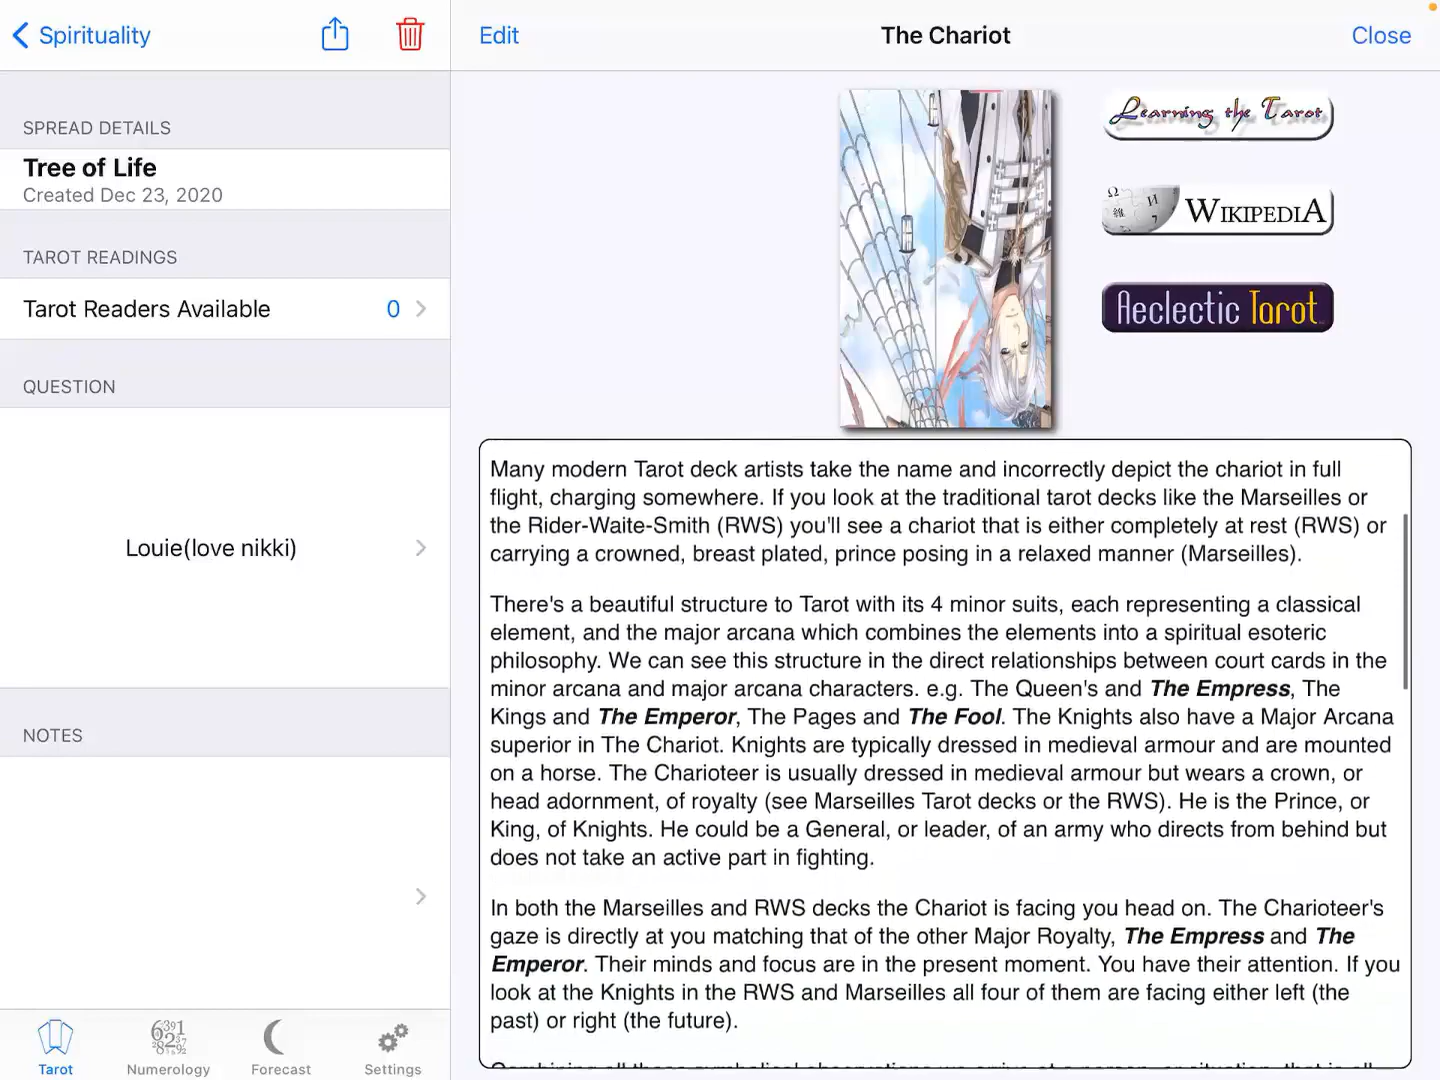 Spirituality
Edit
The Chariot
Close
SPREAD DETAILS
Tree of Life
Created Dec 23, 2020
TAROT READINGS
Tarot Readers Available 0
QUESTION
Louie(love nikki)
NOTES
Learning the Tarot
WIKIPEDIA
Aeclectic Tarot
Many modern Tarot deck artists take the name and incorrectly depict the chariot in full
flight, charging somewhere. If you look at the traditional tarot decks like the Marseilles or
the Rider-Waite-Smith (RWS) you'll see a chariot that is either completely at rest (RWS) or
carrying a crowned, breast plated, prince posing in a relaxed manner (Marseilles).
There's a beautiful structure to Tarot with its 4 minor suits, each representing a classical
element, and the major arcana which combines the elements into a spiritual esoteric
philosophy. We can see this structure in the direct relationships between court cards in the
minor arcana and major arcana characters. e.g. The Queen's and The Empress, The
Kings and The Emperor, The Pages and The Fool. The Knights also have a Major Arcana
superior in The Chariot. Knights are typically dressed in medieval armour and are mounted
on a horse. The Charioteer is usually dressed in medieval armour but wears a crown, or
head adornment, of royalty (see Marseilles Tarot decks or the RWS). He is the Prince, or
King, of Knights. He could be a General, or leader, of an army who directs from behind but
does not take an active part in fighting.
In both the Marseilles and RWS decks the Chariot is facing you head on. The Charioteer's
gaze is directly at you matching that of the other Major Royalty, The Empress and The
Emperor. Their minds and focus are in the present moment. You have their attention. If you
look at the Knights in the RWS and Marseilles all four of them are facing either left (the
past) or right (the future).
Tarot
Numerology
Forecast
Settings